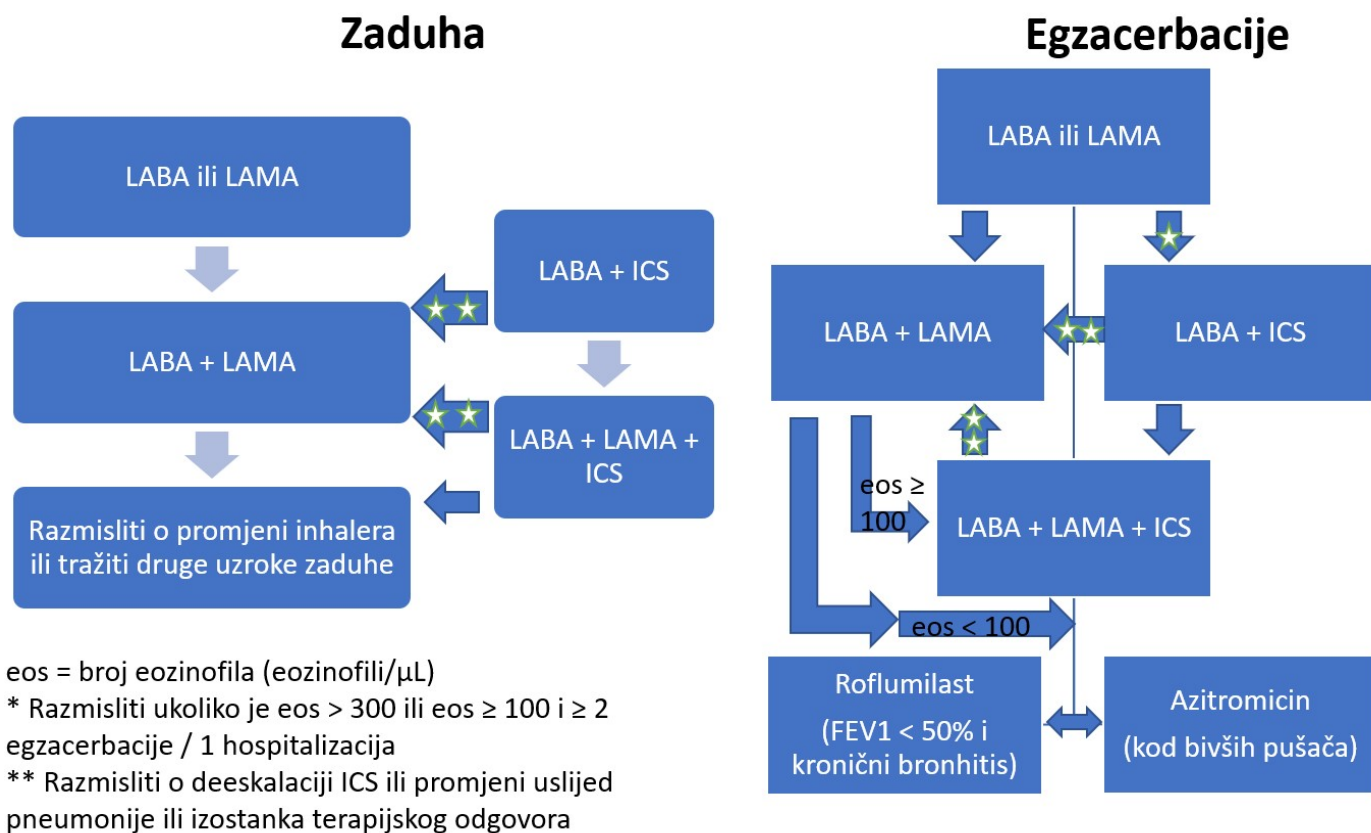 Zaduha
LABA ili LAMA
LABA + LAMA
Razmisliti o promjeni inhalera
ili tražiti druge uzroke zaduhe
LABA + ICS
LABA + LAMA +
ICS
Egzacerbacije
LABA ili LAMA
LABA + LAMA
LABA + ICS
eos ≥
100
LABA + LAMA + ICS
eos < 100
Roflumilast
(FEV1 < 50% i
kronični bronhitis)
Azitromicin
(kod bivših pušača)
eos = broj eozinofila (eozinofili/µL)
* Razmisliti ukoliko je eos > 300 ili eos ≥ 100 i ≥ 2
egzacerbacije / 1 hospitalizacija
** Razmisliti o deeskalaciji ICS ili promjeni uslijed
pneumonije ili izostanka terapijskog odgovora